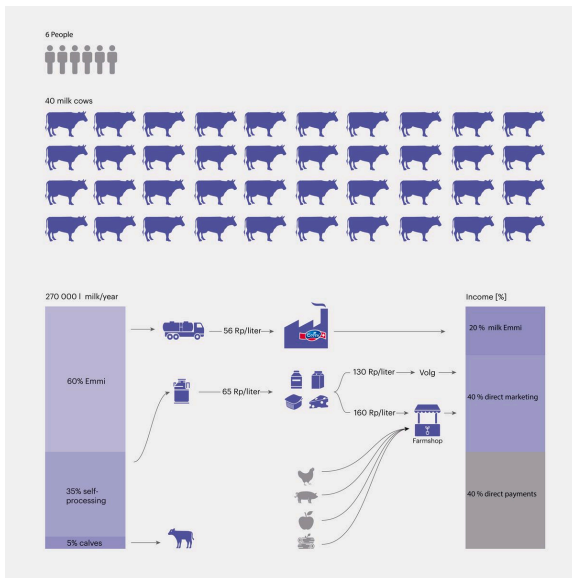 6 People
40 milk cows
270 000 l milk/year
Income [%]
56 Rp/liter
20 % milk Emmi
60% Emmi
130 Rp/liter
Volg
65 Rp/liter
40 % direct marketing
160 Rp/liter
Farmshop
35% self-
processing
40 % direct payments
5% calves